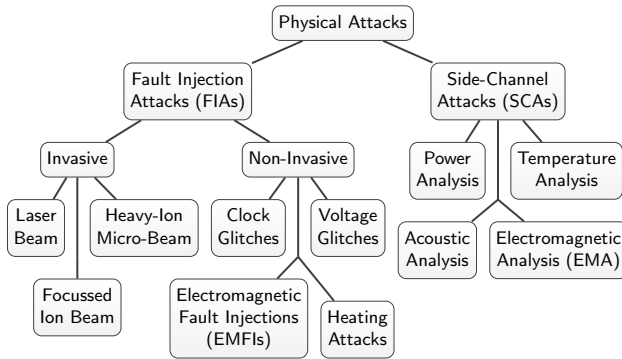 Physical Attacks
Fault Injection
Attacks (FIAs)
Side-Channel
Attacks (SCAs)
Invasive
Non-Invasive
Power
Analysis
Temperature
Analysis
Laser
Beam
Heavy-Ion
Micro-Beam
Clock
Glitches
Voltage
Glitches
Acoustic
Analysis
Electromagnetic
Analysis (EMA)
Focussed
Ion Beam
Electromagnetic
Fault Injections
(EMFIs)
Heating
Attacks